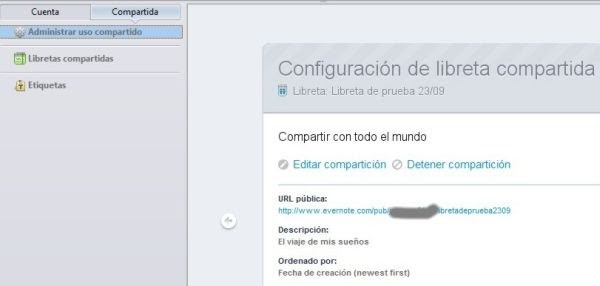 Cuenta
Compartida
Administrar uso compartido
Libretas compartidas
Etiquetas
Configuración de libreta compartida
Libreta: Libreta de prueba 23/09
Compartir con todo el mundo
Editar compartición
Detener compartición
URL pública:
http://www.evernote.com/pub/ libretadeprueba2309
Descripción:
El viaje de mis sueños
Ordenado por:
Fecha de creación (newest first)